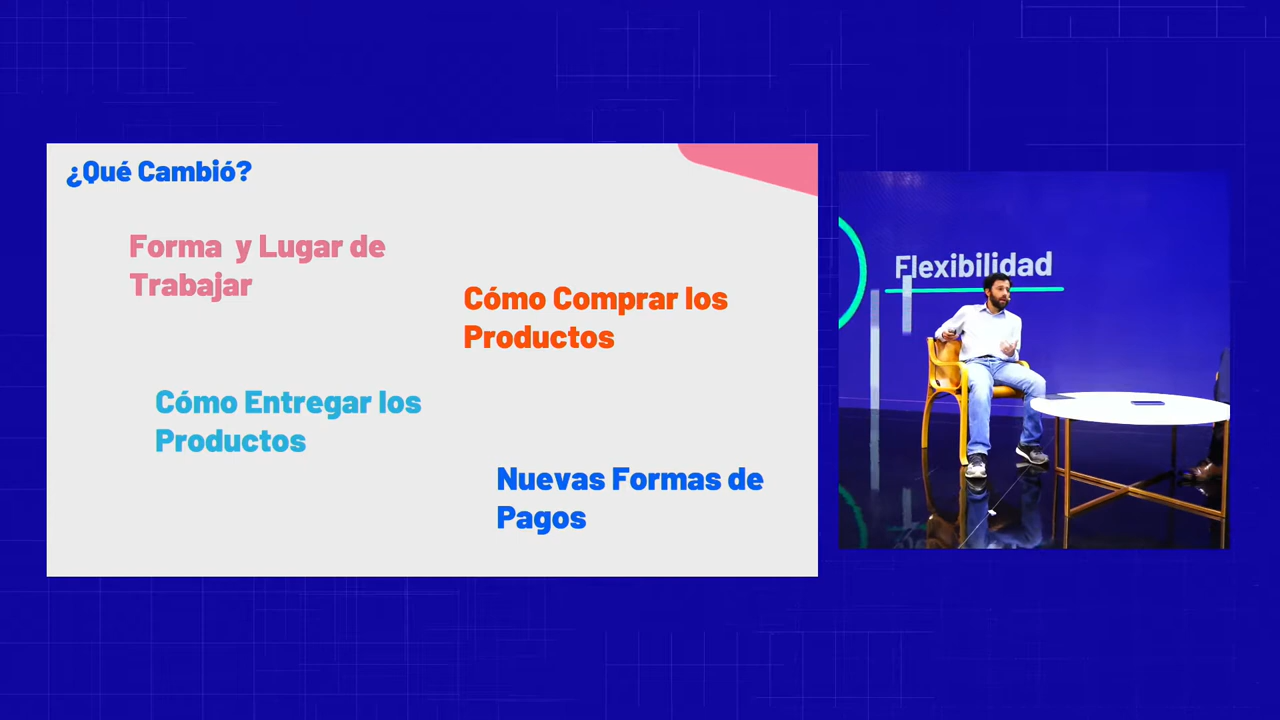 ¿Qué Cambió?
Forma y Lugar de
Trabajar
Cómo Comprar los
Productos
Cómo Entregar los
Productos
Nuevas Formas de
Pagos
Flexibilidad